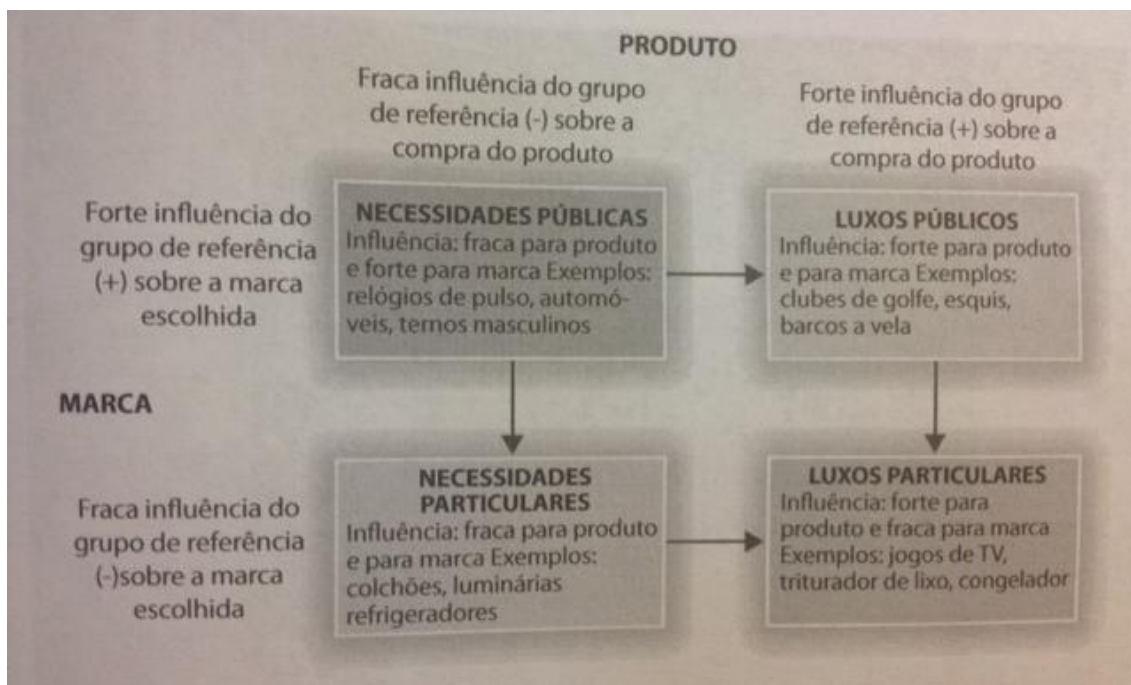 PRODUTO
Fraca influência do grupo
de referência (-) sobre a
compra do produto
Forte influência do grupo
de referência (+) sobre a
compra do produto
Forte influência do
grupo de referência
(+) sobre a marca
escolhida
NECESSIDADES PÚBLICAS
Influência: fraca para produto
e forte para marca Exemplos:
relógios de pulso, automó-
veis, ternos masculinos
LUXOS PÚBLICOS
Influência: forte para produto
e para marca Exemplos:
clubes de golfe, esquis,
barcos a vela
MARCA
Fraca influência do
grupo de referência
(-)sobre a marca
escolhida
NECESSIDADES
PARTICULARES
Influência: fraca para produto
e para marca Exemplos:
colchões, luminárias
refrigeradores
LUXOS PARTICULARES
Influência: forte para
produto e fraca para marca
Exemplos: jogos de TV,
triturador de lixo, congelador